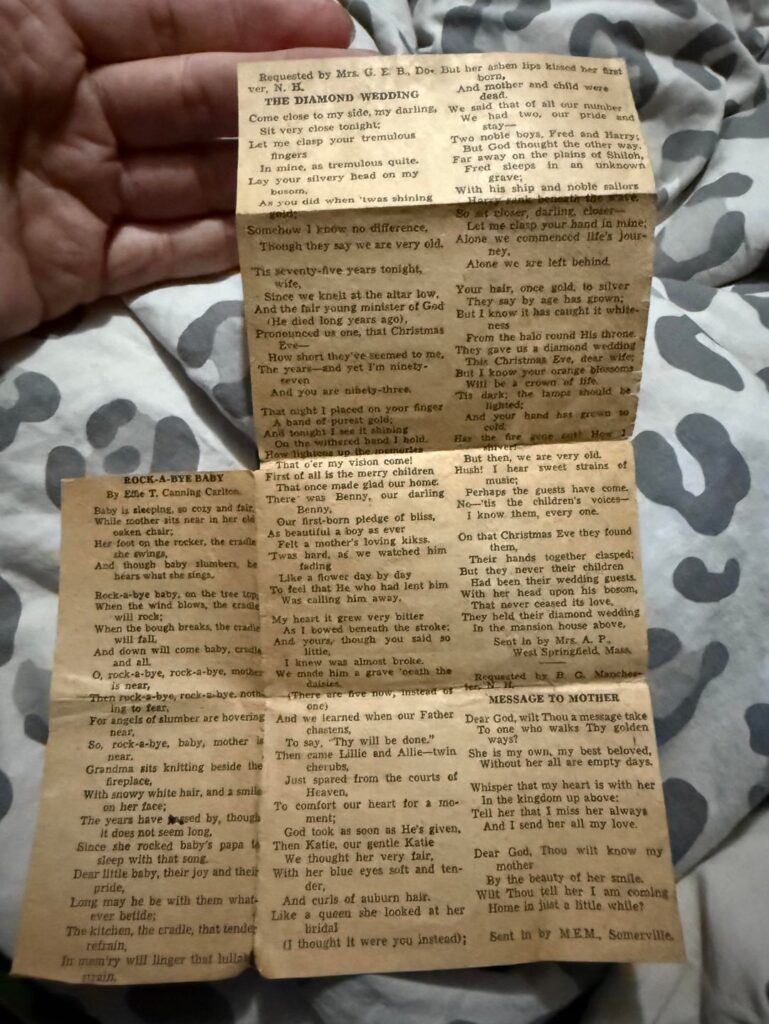 ROCK-A-BYE BABY
By Effie T. Canning Carlton.
Baby is sleeping, so cozy and fair,
While mother sits near in her old
oaken chair;
Her foot on the rocker, the cradle
she swings,
And though baby slumbers, he
hears what she sings.
Rock-a-bye baby, on the tree top,
When the wind blows, the cradle
will rock;
When the bough breaks, the cradle
will fall,
And down will come baby, cradle
and all.
O, rock-a-bye, rock-a-bye, mother
is near,
Then rock-a-bye, rock-a-bye, noth-
ing to fear,
For angels of slumber are hovering
near,
So, rock-a-bye, baby, mother is
near.
Grandma sits knitting beside the
fireplace,
With snowy white hair, and a smile
on her face;
The years have passed by, though
it does not seem long,
Since she rocked baby's papa to
sleep with that song.
Dear little baby, their joy and their
pride,
Long may he be with them what-
ever betide;
The kitchen, the cradle, that tender
refrain,
In mem'ry will linger that lullaby
strain.
Requested by Mrs. G. E. B., Do-
ver, N. H.
THE DIAMOND WEDDING
Come close to my side, my darling,
Sit very close tonight;
Let me clasp your tremulous
fingers
In mine, as tremulous quite.
Lay your silvery head on my
bosom,
As you did when 'twas shining
gold;
Somehow I know no difference,
Though they say we are very old.
'Tis seventy-five years tonight,
wife,
Since we knelt at the altar low,
And the fair young minister of God
(He died long years ago),
Pronounced us one, that Christmas
Eve—
How short they've seemed to me,
The years—and yet I'm ninety-
seven
And you are ninety-three.
That night I placed on your finger
A band of purest gold;
And tonight I see it shining
On the withered hand I hold.
How lightens up the memories
That o'er my vision come!
First of all is the merry children
That once made glad our home.
There was Benny, our darling
Benny,
Our first-born pledge of bliss,
As beautiful a boy as ever
Felt a mother's loving kikss.
'Twas hard, as we watched him
fading
Like a flower day by day
To feel that He who had lent him
Was calling him away.
My heart it grew very bitter
As I bowed beneath the stroke;
And yours, though you said so
little,
I knew was almost broke.
We made him a grave 'neath the
daisies.
(There are five now, instead of
one)
And we learned when our Father
chastens,
To say, "Thy will be done."
Then came Lillie and Allie—twin
cherubs,
Just spared from the courts of
Heaven,
To comfort our heart for a mo-
ment;
God took as soon as He's given,
Then Katie, our gentle Katie
We thought her very fair,
With her blue eyes soft and ten-
der,
And curls of auburn hair.
Like a queen she looked at her
bridal
(I thought it were you instead);
But her ashen lips kissed her first
born,
And mother and child were
dead.
We said that of all our number
We had two, our pride and
stay—
Two noble boys, Fred and Harry;
But God thought the other way.
Far away on the plains of Shiloh,
Fred sleeps in an unknown
grave;
With his ship and noble sailors
Harry sank beneath the wave.
So sit closer, darling, closer—
Let me clasp your hand in mine;
Alone we commenced life's jour-
ney,
Alone we are left behind.
Your hair, once gold, to silver
They say by age has grown;
But I know it has caught it white-
ness
From the halo round His throne.
They gave us a diamond wedding
This Christmas Eve, dear wife;
But I know your orange blossoms
Will be a crown of life.
'Tis dark; the lamps should be
lighted;
And your hand has grown so
cold.
Has the fire gone out? How I
shiver!
But then, we are very old.
Hush! I hear sweet strains of
music;
Perhaps the guests have come.
No—'tis the children's voices—
I know them, every one.
On that Christmas Eve they found
them,
Their hands together clasped;
But they never their children
Had been their wedding guests.
With her head upon his bosom,
That never ceased its love,
They held their diamond wedding
In the mansion house above.
Sent in by Mrs. A. P.,
West Springfield, Mass.
Requested by B. G. Manches-
ter, N. H.
MESSAGE TO MOTHER
Dear God, wilt Thou a message take
To one who walks Thy golden
ways?
She is my own, my best beloved,
Without her all are empty days.
Whisper that my heart is with her
In the kingdom up above;
Tell her that I miss her always
And I send her all my love.
Dear God, Thou wilt know my
mother
By the beauty of her smile.
Wilt Thou tell her I am coming
Home in just a little while?
Sent in by M.E.M., Somerville.